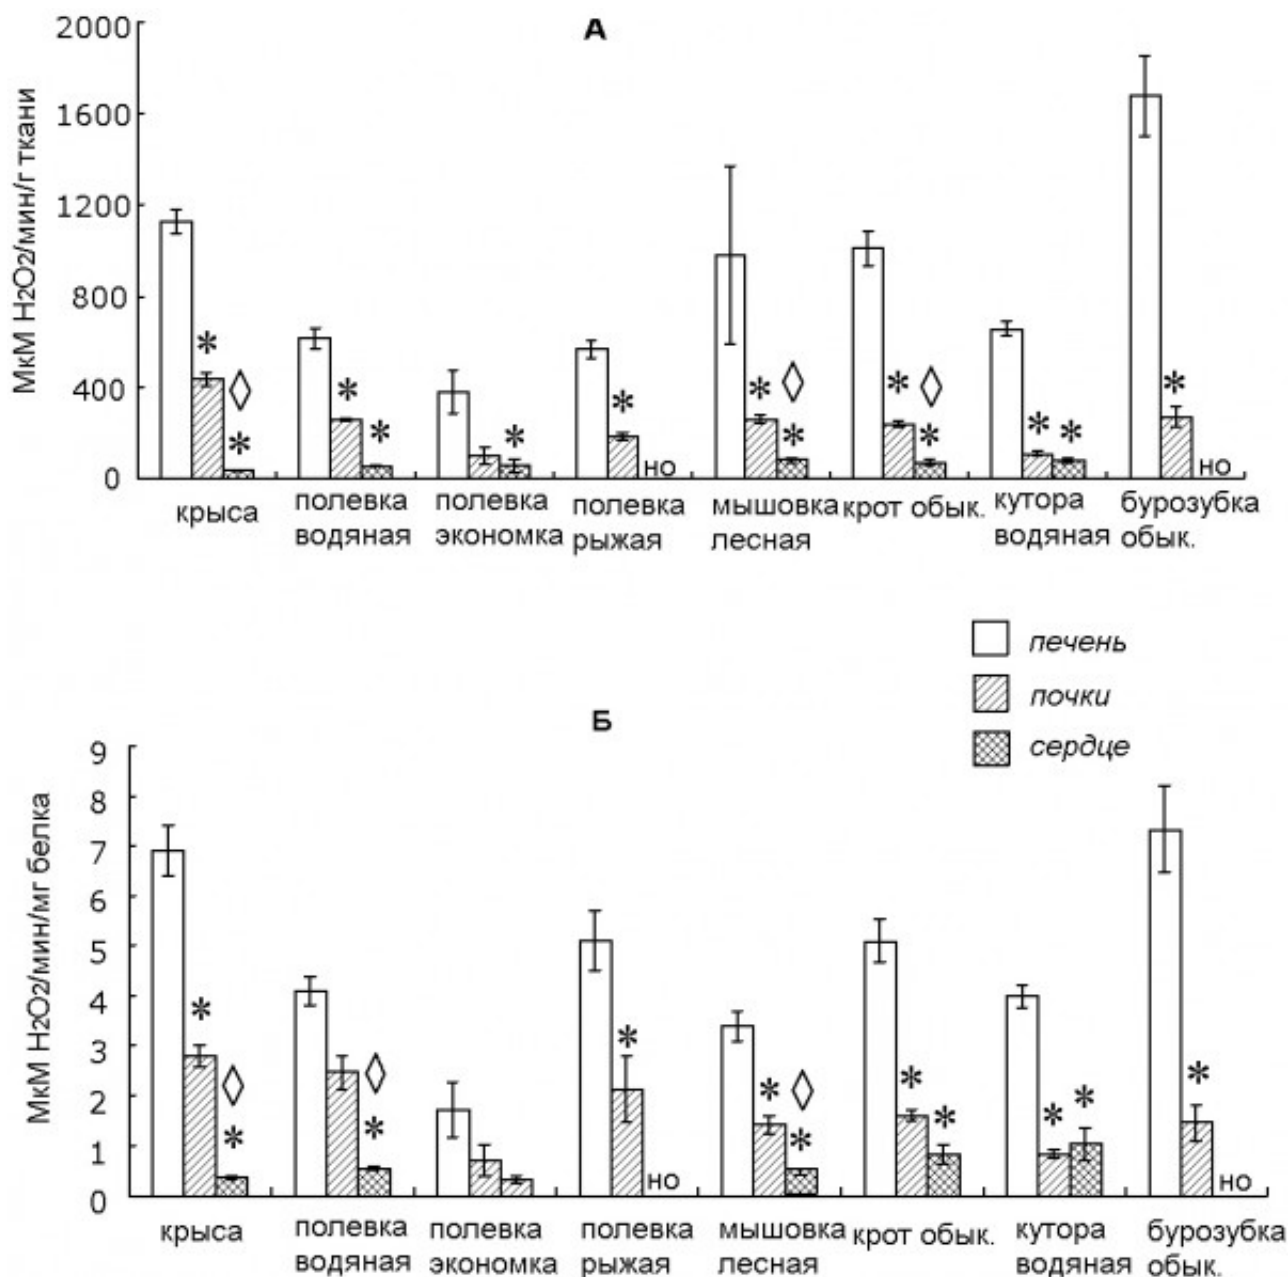 А
МкМ H2O2/мин/г ткани
2000
1600
1200
800
400
0
* ◊ *
* *
*
*
* ◊ *
* ◊ *
* *
*
но
но
крыса
полевка
водяная
полевка
экономка
полевка
рыжая
мышовка
лесная
крот обык.
кутора
водяная
бурозубка
обык.
печень
почки
сердце
Б
МкМ H2O2/мин/мг белка
9
8
7
6
5
4
3
2
1
0
* ◊ *
◊ *
*
* ◊ *
* *
* *
*
но
но
крыса
полевка
водяная
полевка
экономка
полевка
рыжая
мышовка
лесная
крот обык.
кутора
водяная
бурозубка
обык.